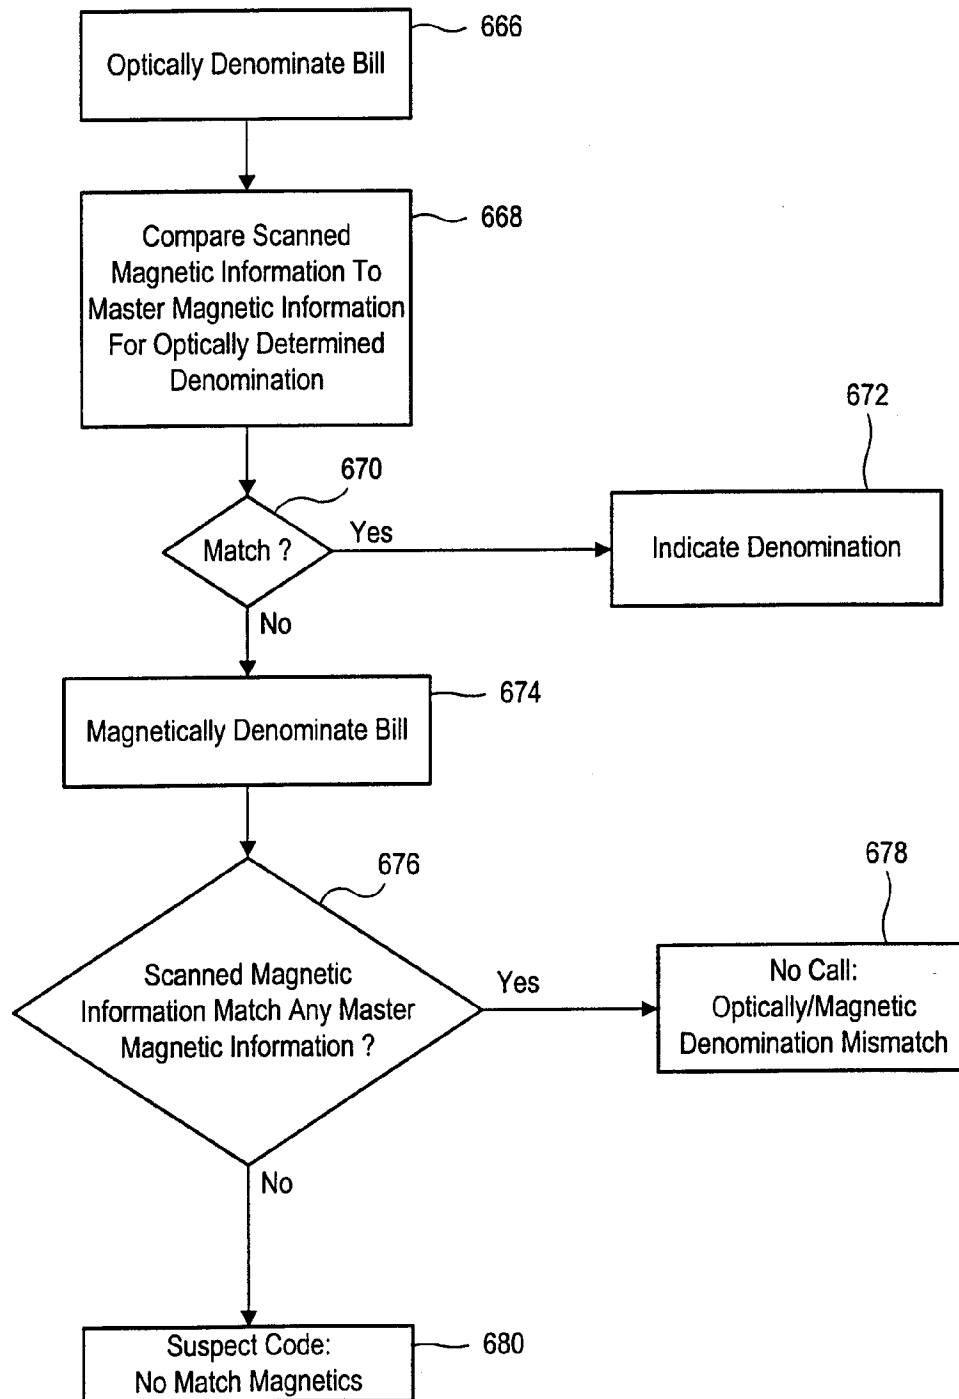 Optically Denominate Bill
666
Compare Scanned
Magnetic Information To
Master Magnetic Information
For Optically Determined
Denomination
668
670
Match ?
Yes
672
Indicate Denomination
No
Magnetically Denominate Bill
674
676
Scanned Magnetic
Information Match Any Master
Magnetic Information ?
Yes
678
No Call:
Optically/Magnetic
Denomination Mismatch
No
Suspect Code:
No Match Magnetics
680